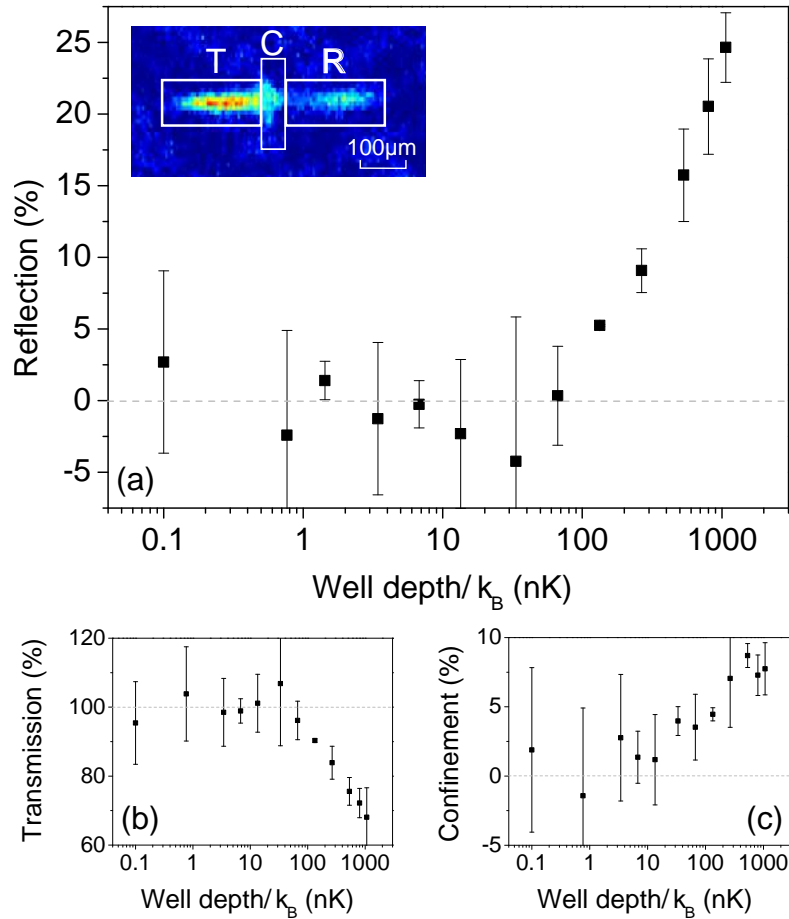 25
20
15
10
5
0
-5
Reflection (%)
T
C
R
100µm
(a)
0.1
1
10
100
1000
Well depth/ k_B (nK)
120
100
80
60
Transmission (%)
(b)
0.1
1
10
100
1000
Well depth/ k_B (nK)
10
5
0
-5
Confinement (%)
(c)
0.1
1
10
100
1000
Well depth/ k_B (nK)